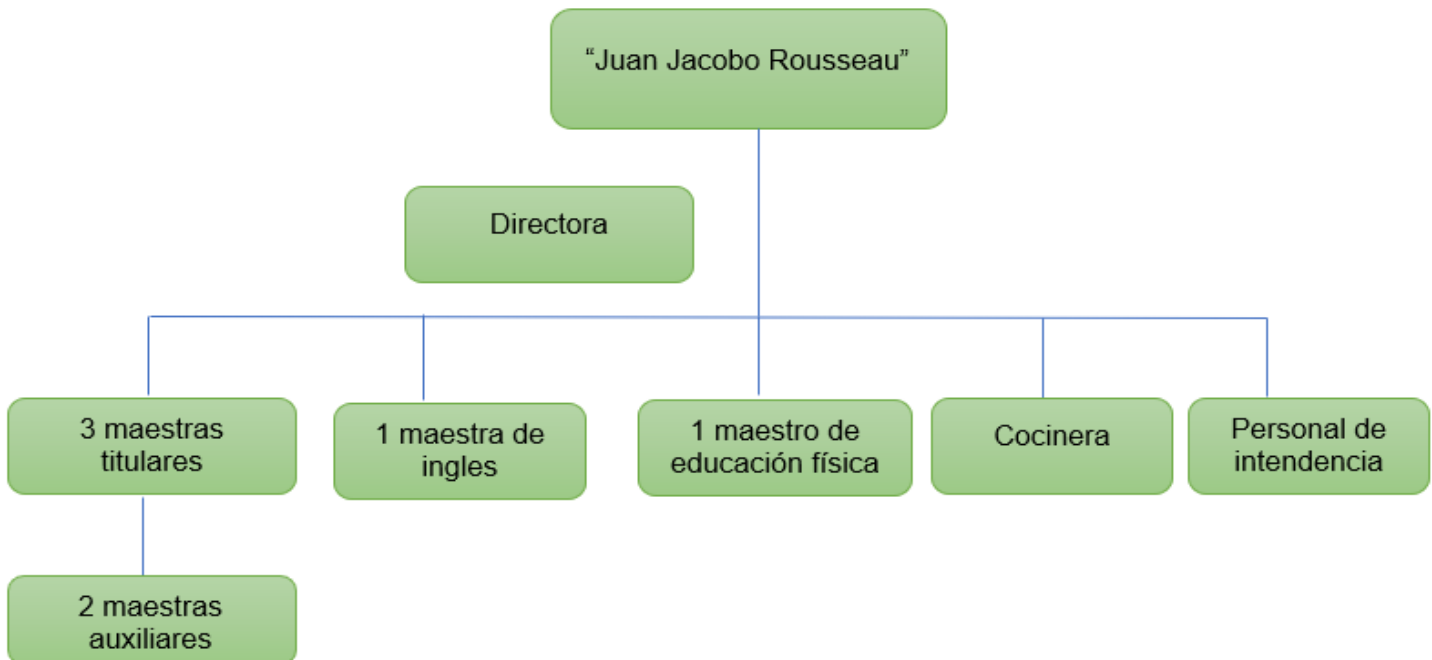 “Juan Jacobo Rousseau”
Directora
3 maestras
titulares
1 maestra de
ingles
1 maestro de
educación física
Cocinera
Personal de
intendencia
2 maestras
auxiliares